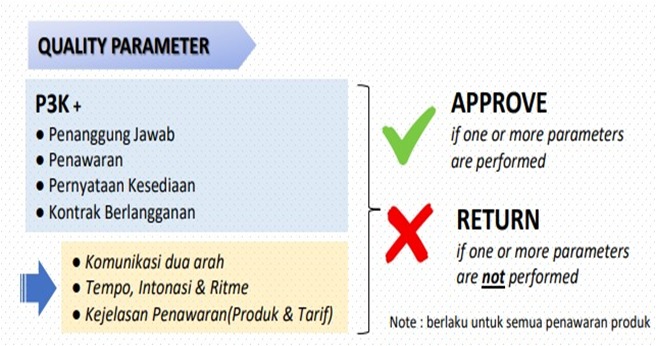 QUALITY PARAMETER
P3K +
● Penanggung Jawab
● Penawaran
● Pernyataan Kesediaan
● Kontrak Berlangganan
● Komunikasi dua arah
● Tempo, Intonasi & Ritme
● Kejelasan Penawaran(Produk & Tarif)
APPROVE
if one or more parameters
are performed
RETURN
if one or more parameters
are not performed
Note : berlaku untuk semua penawaran produk